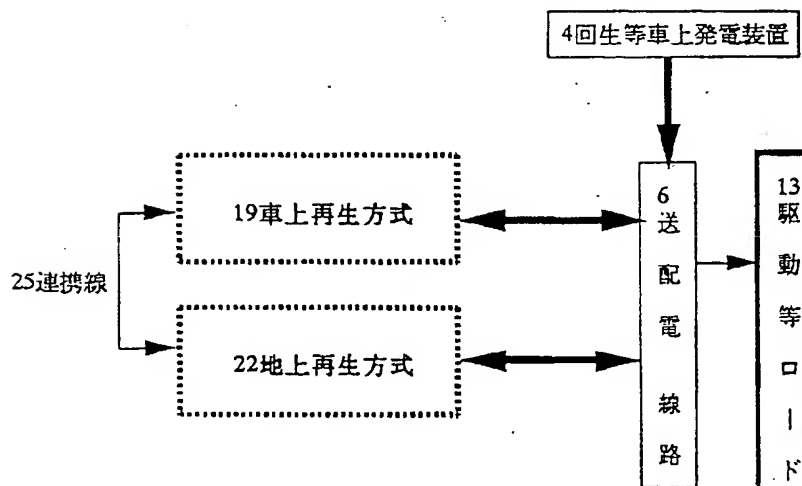 4回生等車上発電装置
19車上再生方式
6送配電線路
13駆動等ロード
25連携線
22地上再生方式